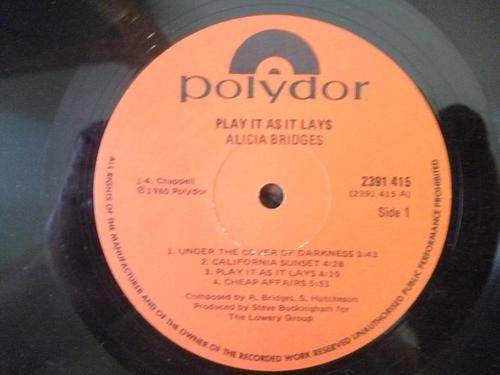 polydor
PLAY IT AS IT LAYS
ALICIA BRIDGES
1-4. Chappell
℗1980 Polydor
2391 415
(2391 415 A)
Side 1
1. UNDER THE COVER OF DARKNESS 3:43
2. CALIFORNIA SUNSET 4:28
3. PLAY IT AS IT LAYS 4:19
4. CHEAP AFFAIRS 5:51
Composed by A. Bridges, S. Hutcheson
Produced by Steve Buckingham for
The Lowery Group
ALL RIGHTS OF THE MANUFACTURER AND OF THE OWNER OF THE RECORDED WORK RESERVED UNAUTHORISED PUBLIC PERFORMANCE PROHIBITED